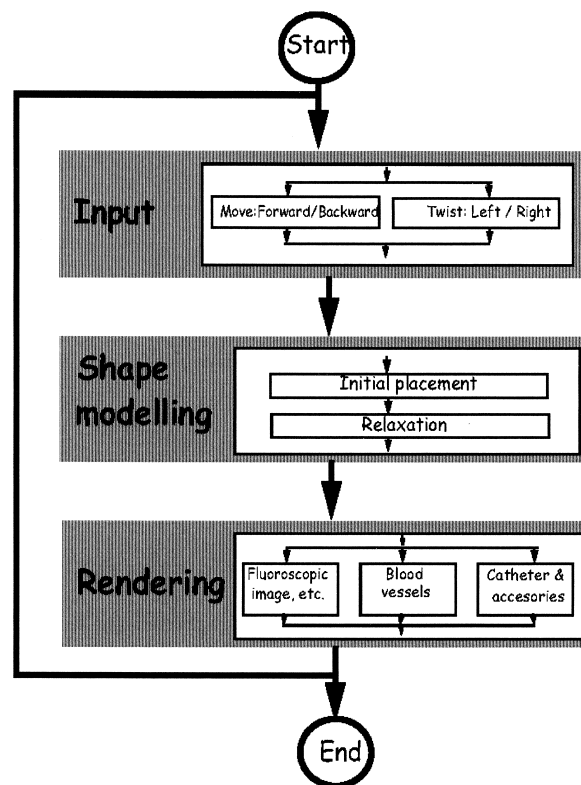 Start
Input
Move:Forward/Backward
Twist: Left / Right
Shape
modelling
Initial placement
Relaxation
Rendering
Fluoroscopic
image, etc.
Blood
vessels
Catheter &
accesories
End